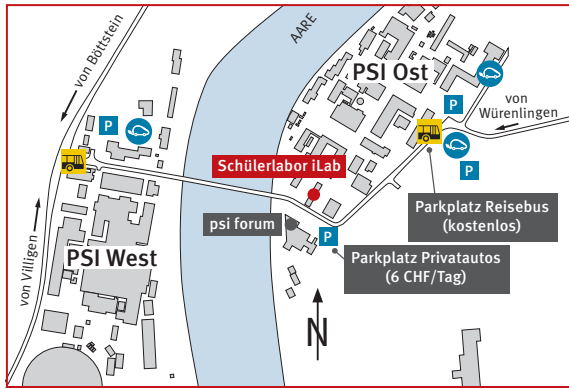 von Böttstein
AARE
PSI Ost
P
P
von
Würenlingen
P
Schülerlabor iLab
psi forum
P
Parkplatz Reisebus
(kostenlos)
Parkplatz Privatautos
(6 CHF/Tag)
PSI West
von Villigen
N